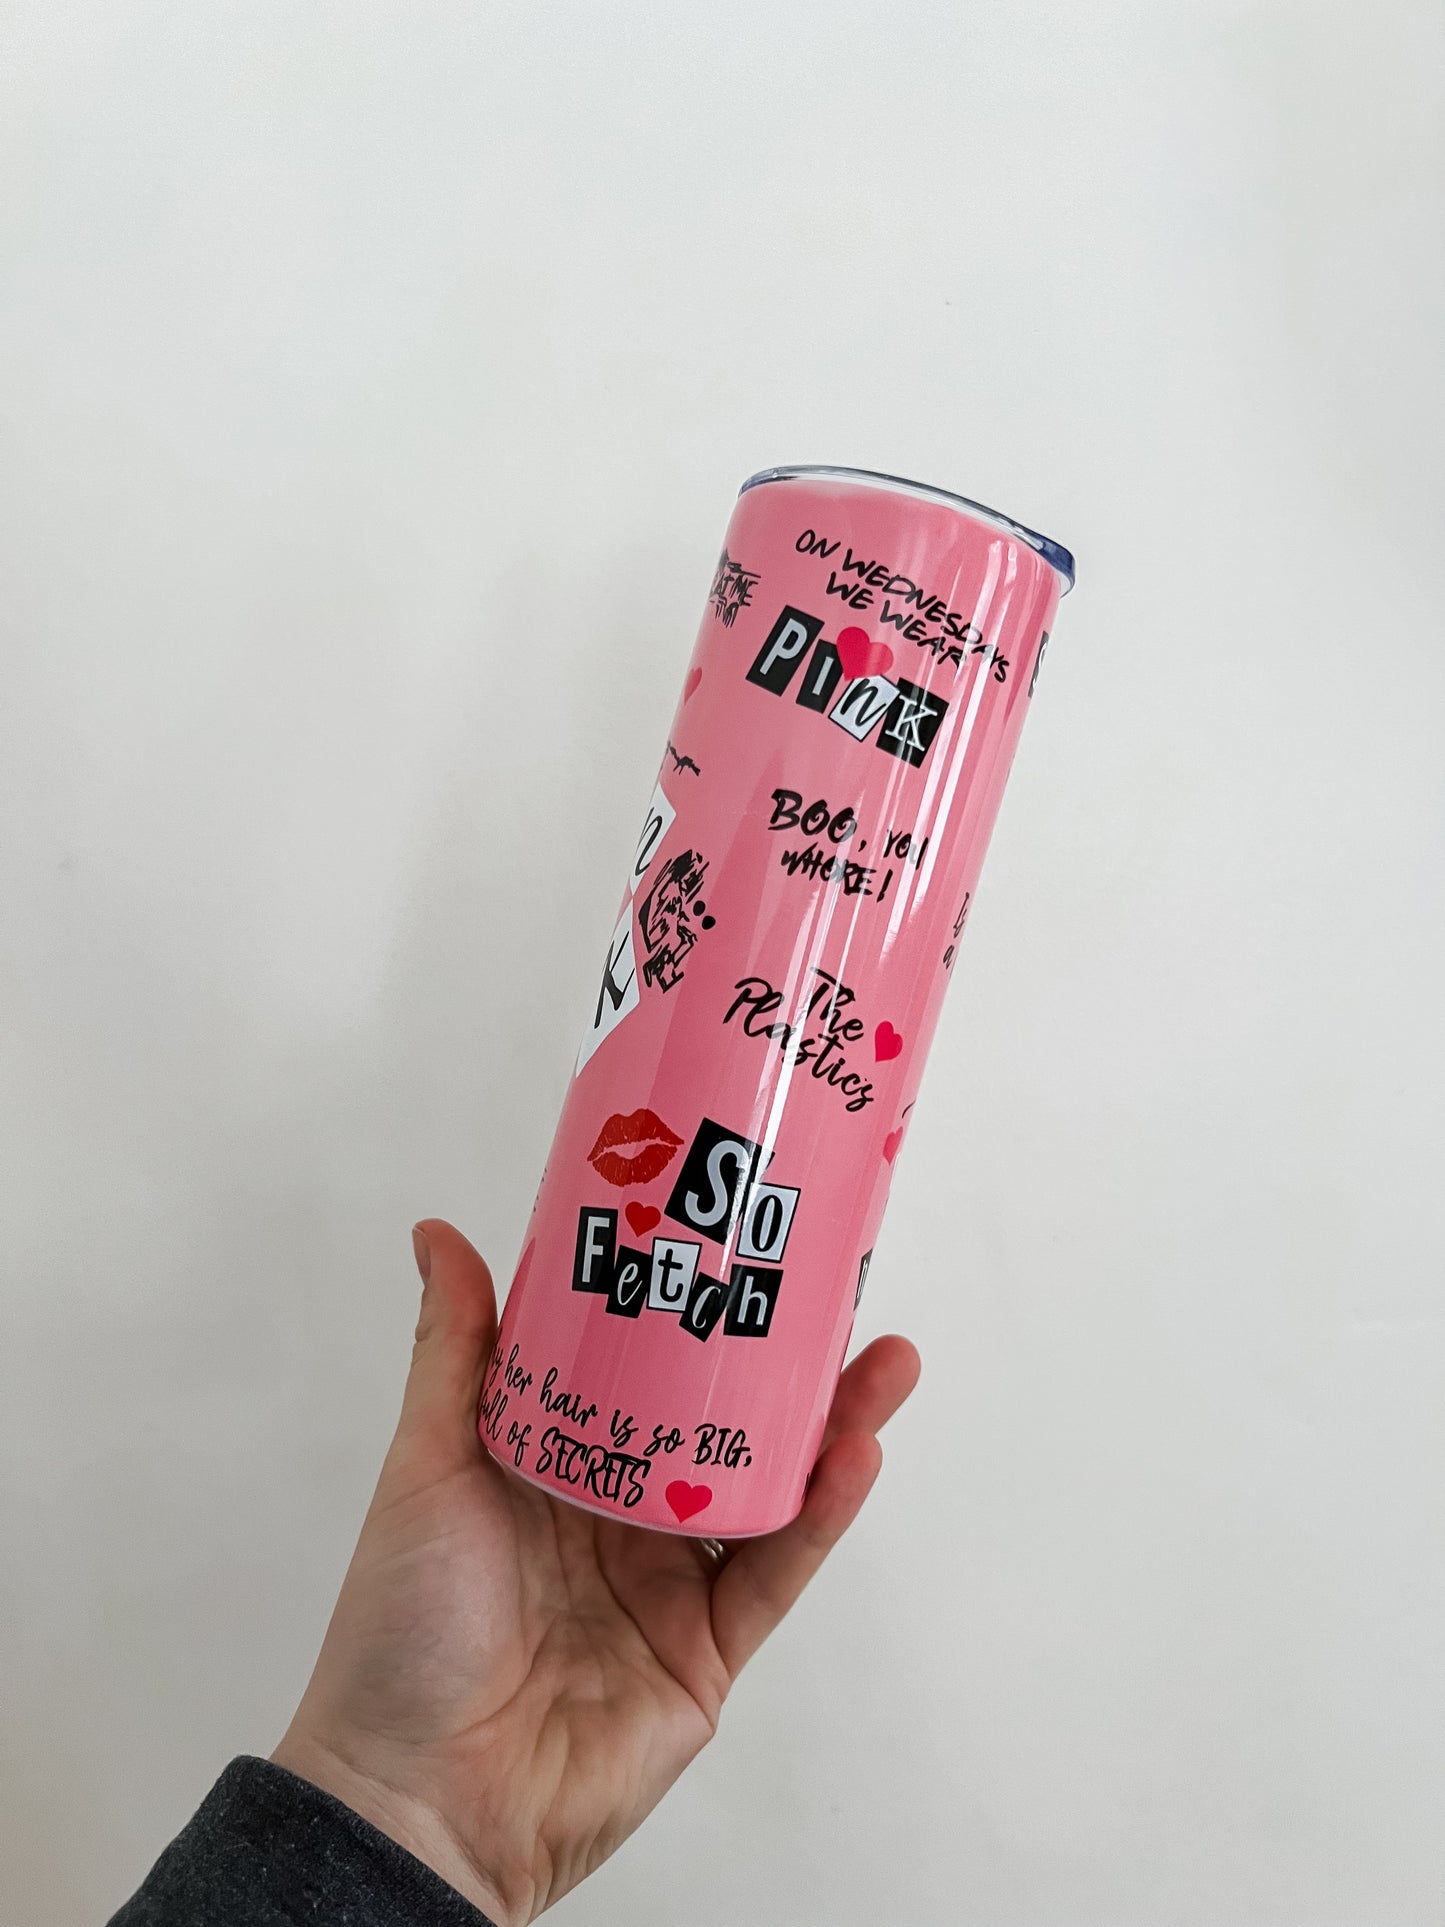 ON WEDNESDAYS
WE WEAR
PinK
BOO, YOU
WHORE!
The
Plastics
So
Fetch
her hair is so BIG,
full of SECRETS
n
K